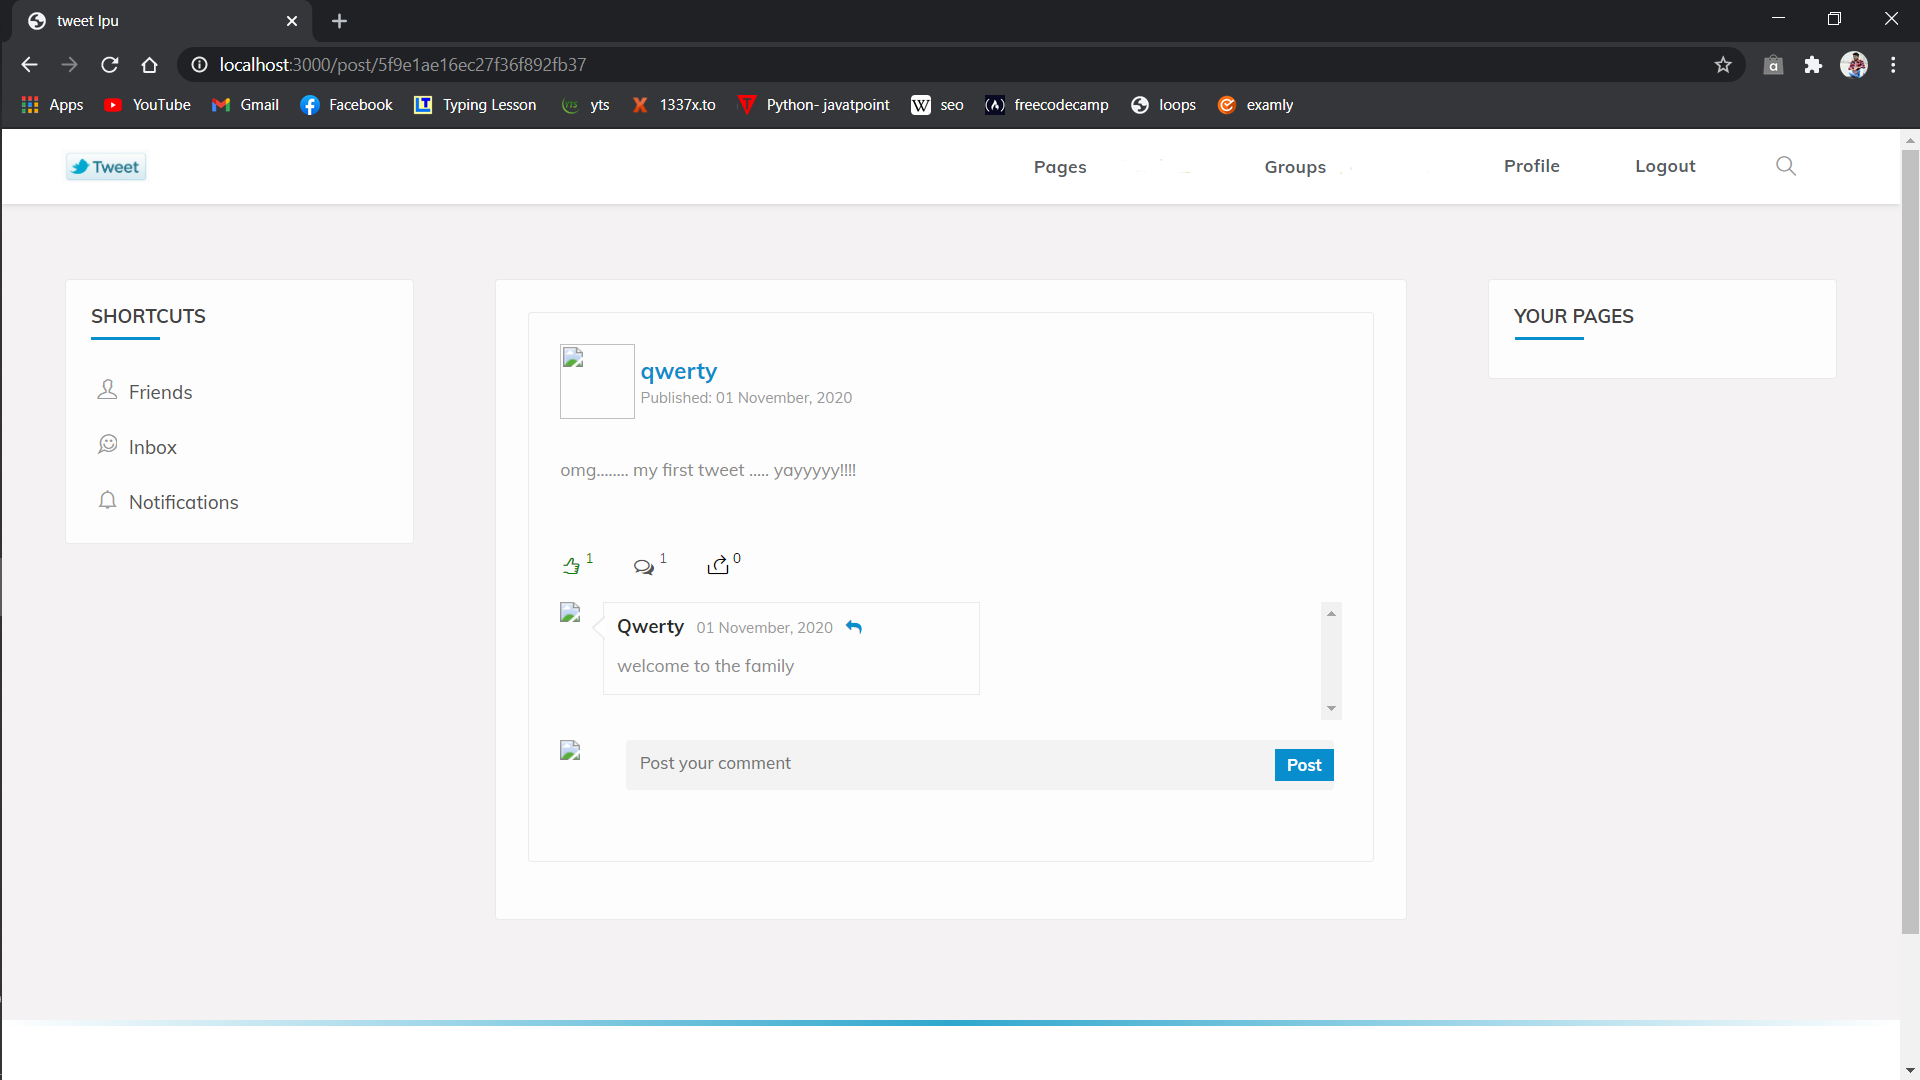 tweet lpu
localhost:3000/post/5f9e1ae16ec27f36f892fb37
Apps YouTube Gmail Facebook Typing Lesson yts 1337x.to Python- javatpoint seo freecodecamp loops examly
Tweet Pages Groups Profile Logout
SHORTCUTS
Friends
Inbox
Notifications
qwerty
Published: 01 November, 2020
omg........ my first tweet ..... yayyyyy!!!!
1 1 0
Qwerty 01 November, 2020
welcome to the family
Post your comment Post
YOUR PAGES